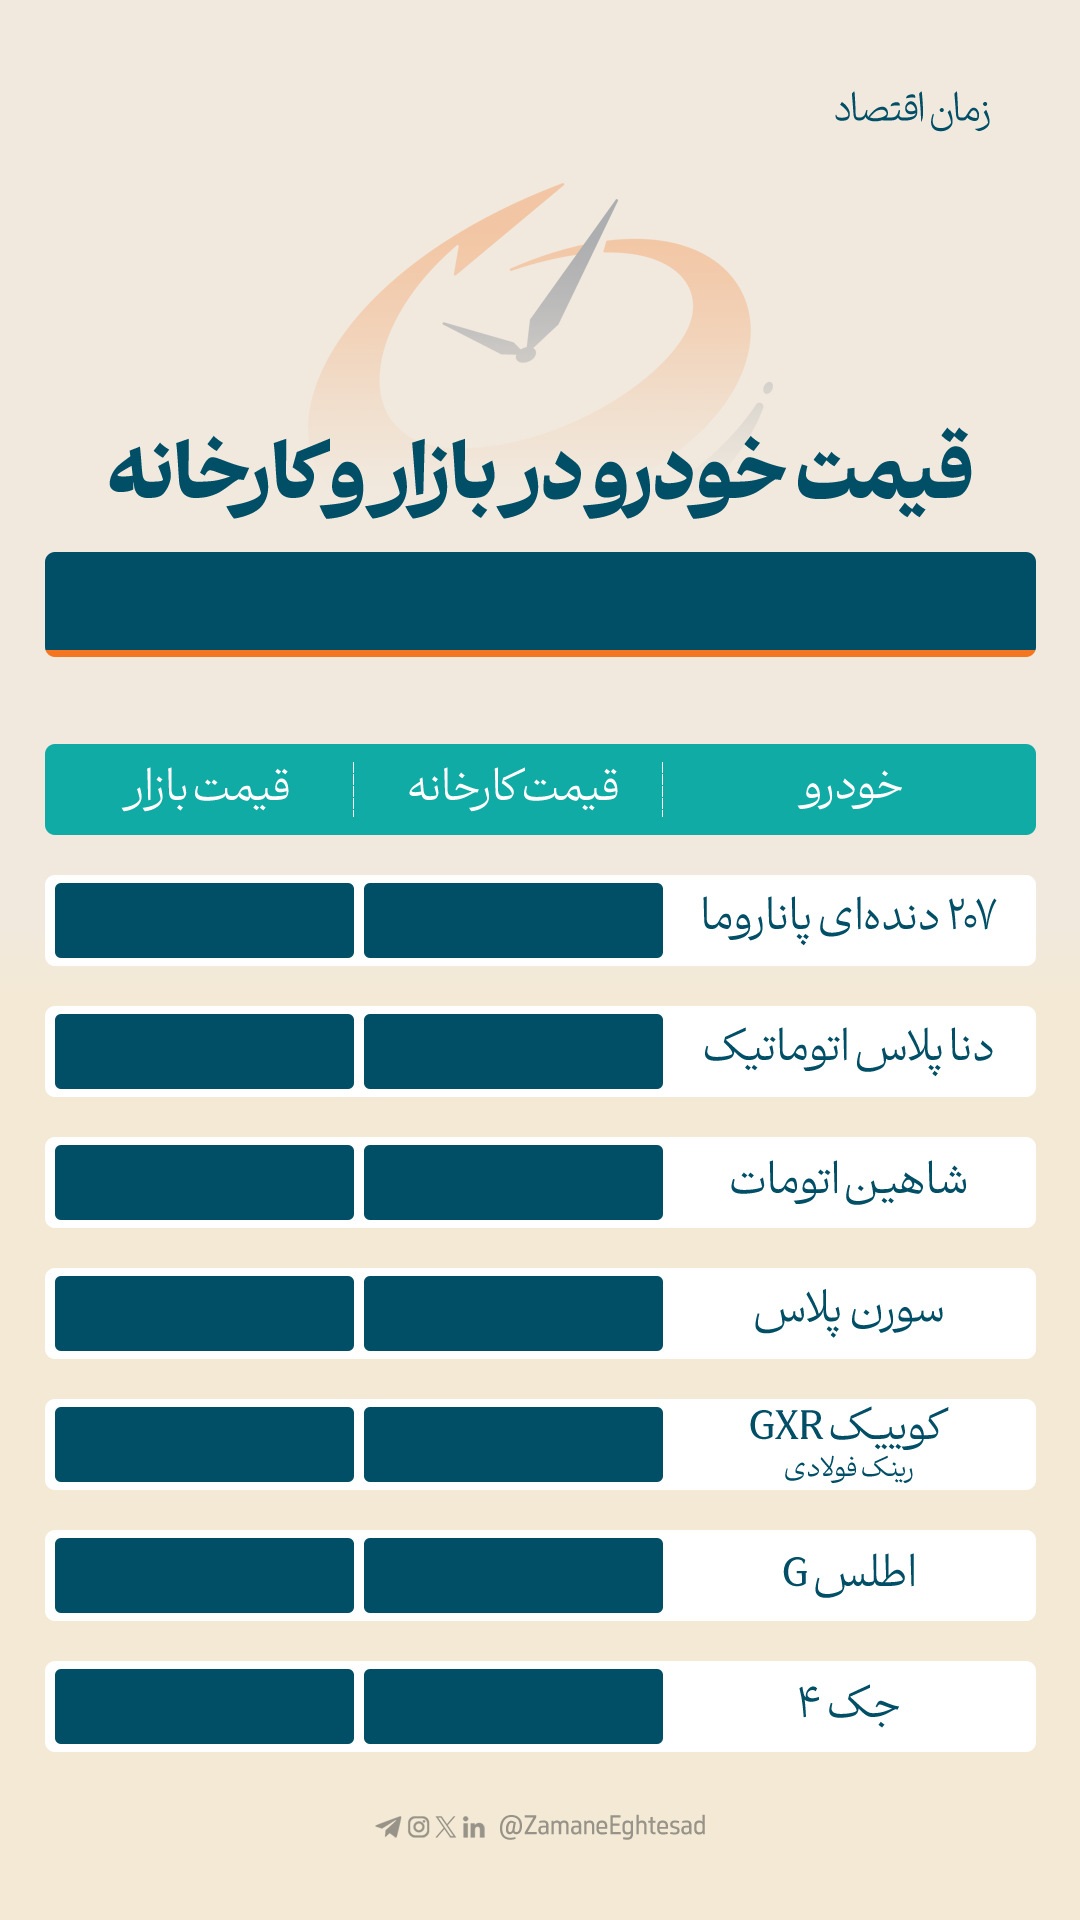 زمان اقتصاد
قیمت خودرو در بازار و کارخانه
خودرو
قیمت کارخانه
قیمت بازار
۲۰۷ دنده‌ای پاناروما
دنا پلاس اتوماتیک
شاهین اتومات
سورن پلاس
کوییک GXR
رینک فولادی
اطلس G
جک ۴
@ZamaneEghtesad